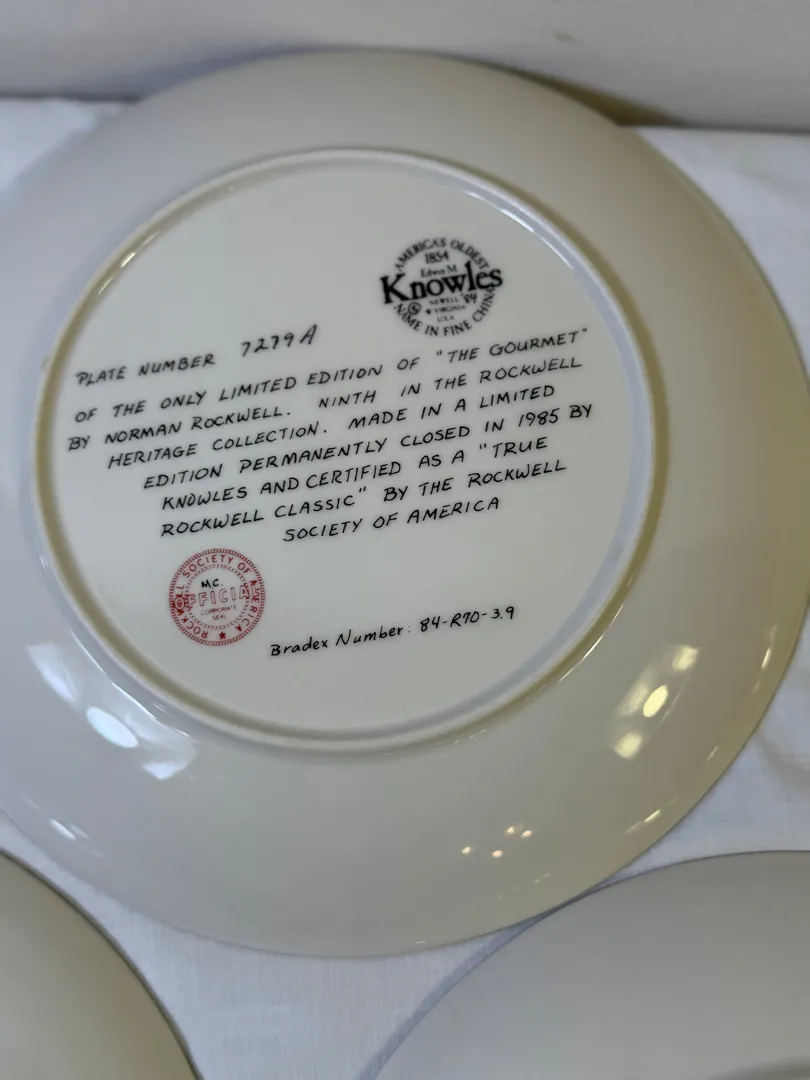 AMERICA'S OLDEST
1854
Edwin M.
Knowles
© NEWELL '84
W VIRGINIA
U.S.A
NAME IN FINE CHINA
PLATE NUMBER 7279A
OF THE ONLY LIMITED EDITION OF "THE GOURMET"
BY NORMAN ROCKWELL. NINTH IN THE ROCKWELL
HERITAGE COLLECTION. MADE IN A LIMITED
EDITION PERMANENTLY CLOSED IN 1985 BY
KNOWLES AND CERTIFIED AS A "TRUE
ROCKWELL CLASSIC" BY THE ROCKWELL
SOCIETY OF AMERICA
ROCKWELL SOCIETY OF AMERICA
M.C.
OFFICIAL
CORPORATE
SEAL
Bradex Number: 84-R70-3.9